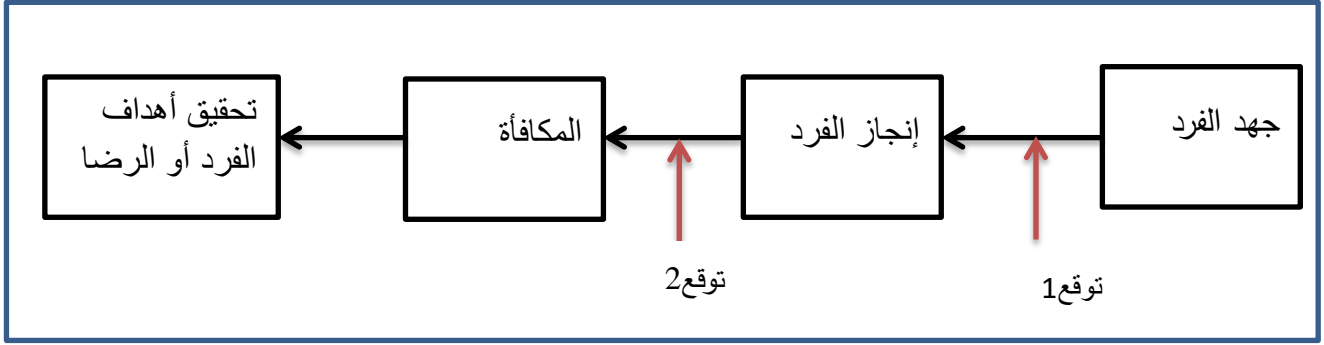 جهد الفرد
إنجاز الفرد
المكافأة
تحقيق أهداف
الفرد أو الرضا
توقع1
توقع2